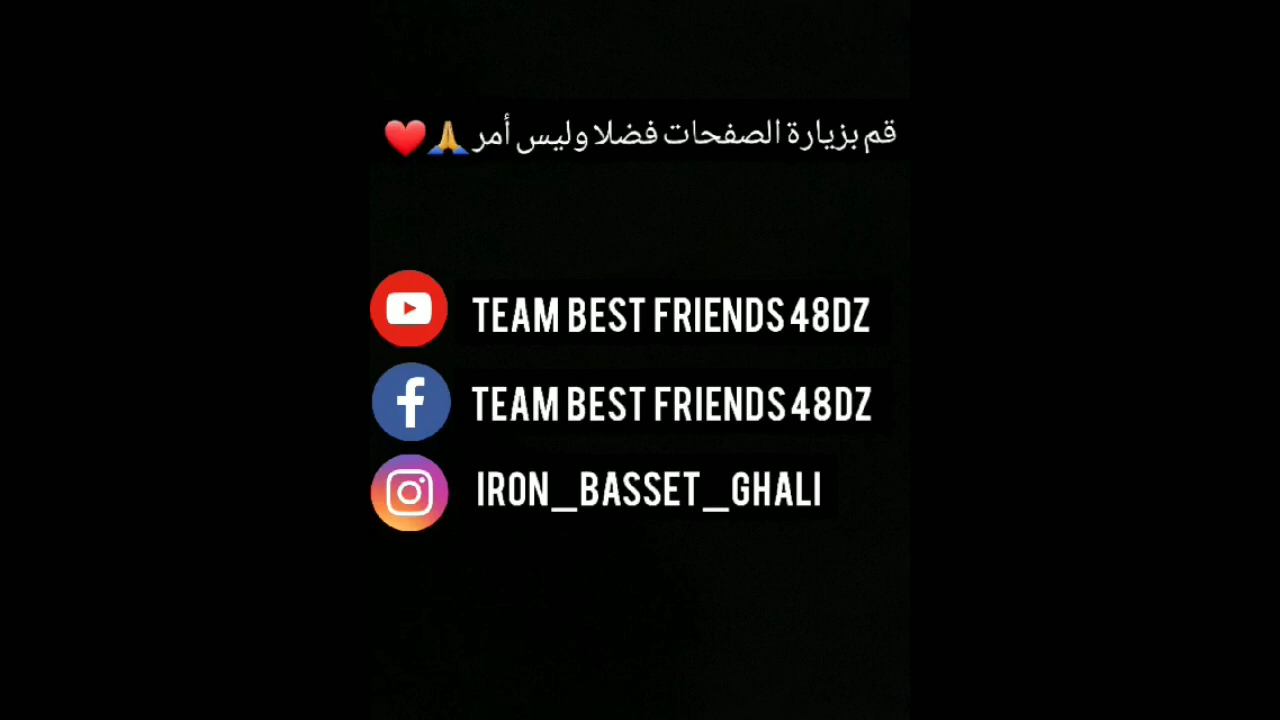 قم بزيارة الصفحات فضلا وليس أمر🙏❤️
TEAM BEST FRIENDS 48DZ
TEAM BEST FRIENDS 48DZ
IRON_BASSET_GHALI